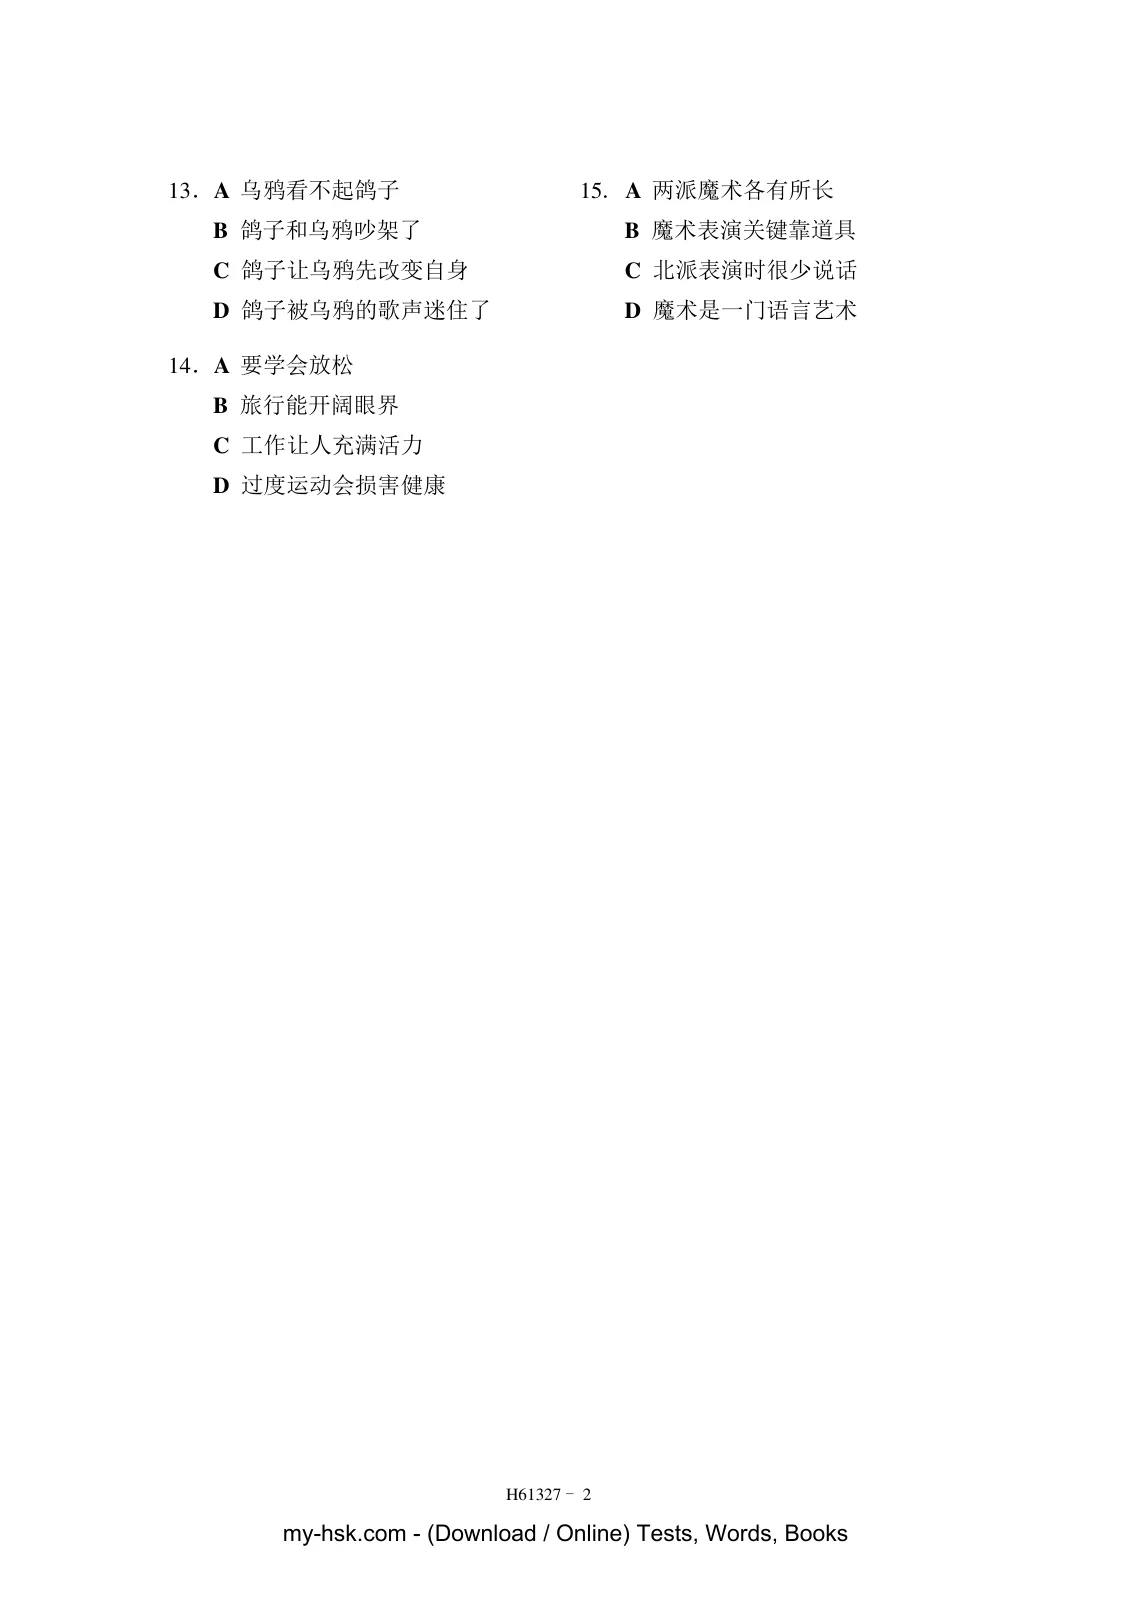 13. A 乌鸦看不起鸽子
B 鸽子和乌鸦吵架了
C 鸽子让乌鸦先改变自身
D 鸽子被乌鸦的歌声迷住了
14. A 要学会放松
B 旅行能开阔眼界
C 工作让人充满活力
D 过度运动会损害健康
15. A 两派魔术各有所长
B 魔术表演关键靠道具
C 北派表演时很少说话
D 魔术是一门语言艺术
H61327﹣ 2
my-hsk.com - (Download / Online) Tests, Words, Books